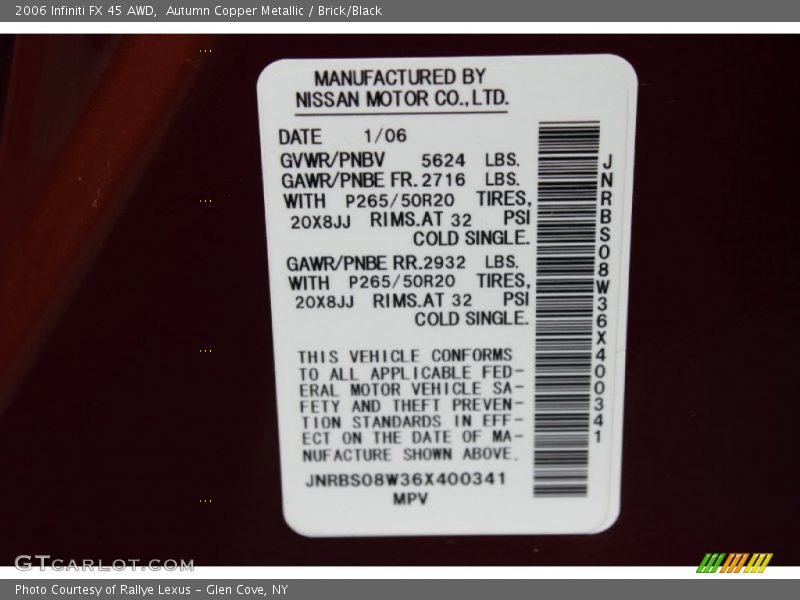 2006 Infiniti FX 45 AWD,  Autumn Copper Metallic / Brick/Black
MANUFACTURED BY
NISSAN MOTOR CO.,LTD.
DATE 1/06
GVWR/PNBV 5624 LBS.
GAWR/PNBE FR. 2716 LBS.
WITH P265/50R20 TIRES,
20X8JJ RIMS.AT 32 PSI
COLD SINGLE.
GAWR/PNBE RR. 2932 LBS.
WITH P265/50R20 TIRES,
20X8JJ RIMS.AT 32 PSI
COLD SINGLE.
THIS VEHICLE CONFORMS
TO ALL APPLICABLE FED-
ERAL MOTOR VEHICLE SA-
FETY AND THEFT PREVEN-
TION STANDARDS IN EFF-
ECT ON THE DATE OF MA-
NUFACTURE SHOWN ABOVE.
JNRBS08W36X400341
MPV
JNRBS08W36X400341
GTCARLOT.COM
Photo Courtesy of Rallye Lexus - Glen Cove, NY